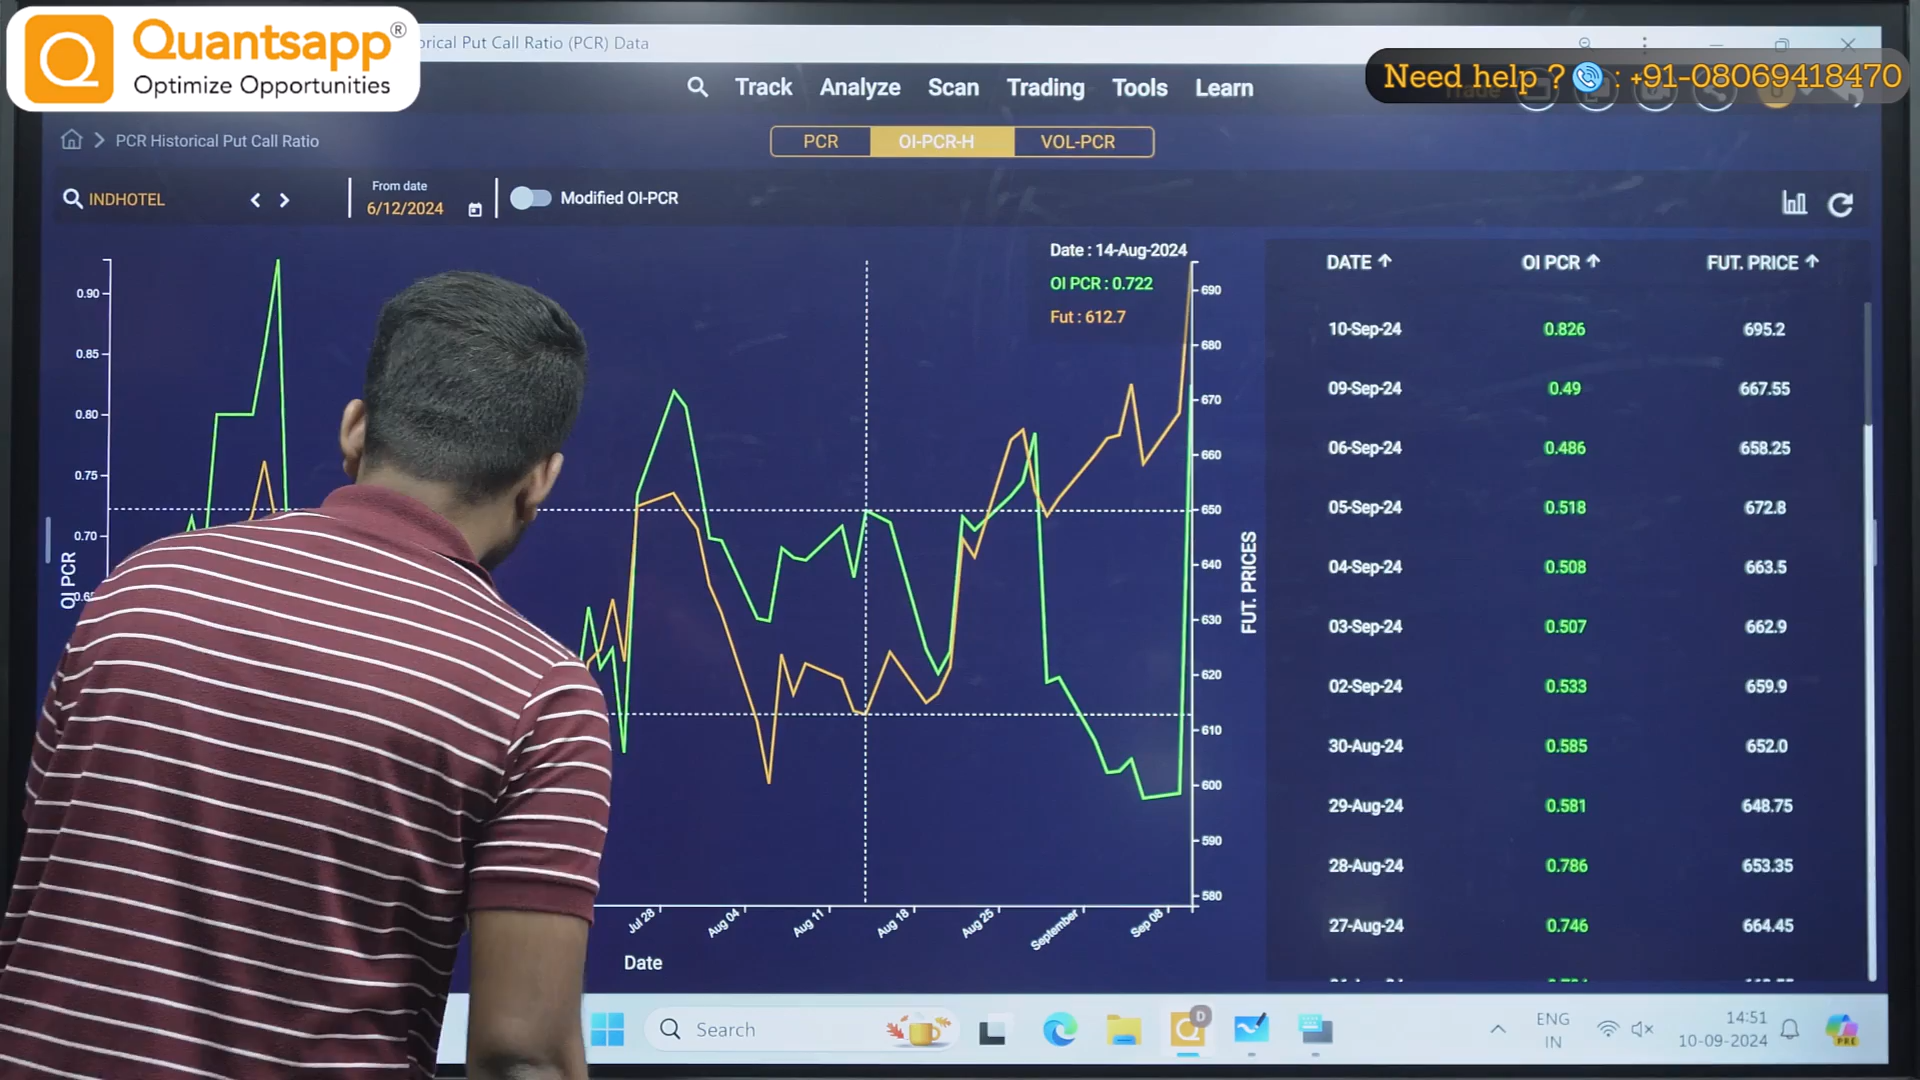 Quantsapp®
Optimize Opportunities
orical Put Call Ratio (PCR) Data
Need help ? : +91-08069418470
Track Analyze Scan Trading Tools Learn
PCR Historical Put Call Ratio
PCR OI-PCR-H VOL-PCR
INDHOTEL
From date
6/12/2024
Modified OI-PCR
Date : 14-Aug-2024
OI PCR : 0.722
Fut : 612.7
0.90
0.85
0.80
0.75
0.70
OI PCR
690
680
670
660
650
640
630
620
610
600
590
580
FUT. PRICES
Jul 28
Aug 04
Aug 11
Aug 18
Aug 25
September
Sep 08
Date
DATE OI PCR FUT. PRICE
10-Sep-24 0.826 695.2
09-Sep-24 0.49 667.55
06-Sep-24 0.486 658.25
05-Sep-24 0.518 672.8
04-Sep-24 0.508 663.5
03-Sep-24 0.507 662.9
02-Sep-24 0.533 659.9
30-Aug-24 0.585 652.0
29-Aug-24 0.581 648.75
28-Aug-24 0.786 653.35
27-Aug-24 0.746 664.45
Search
D
ENG
IN
14:51
10-09-2024
PRE